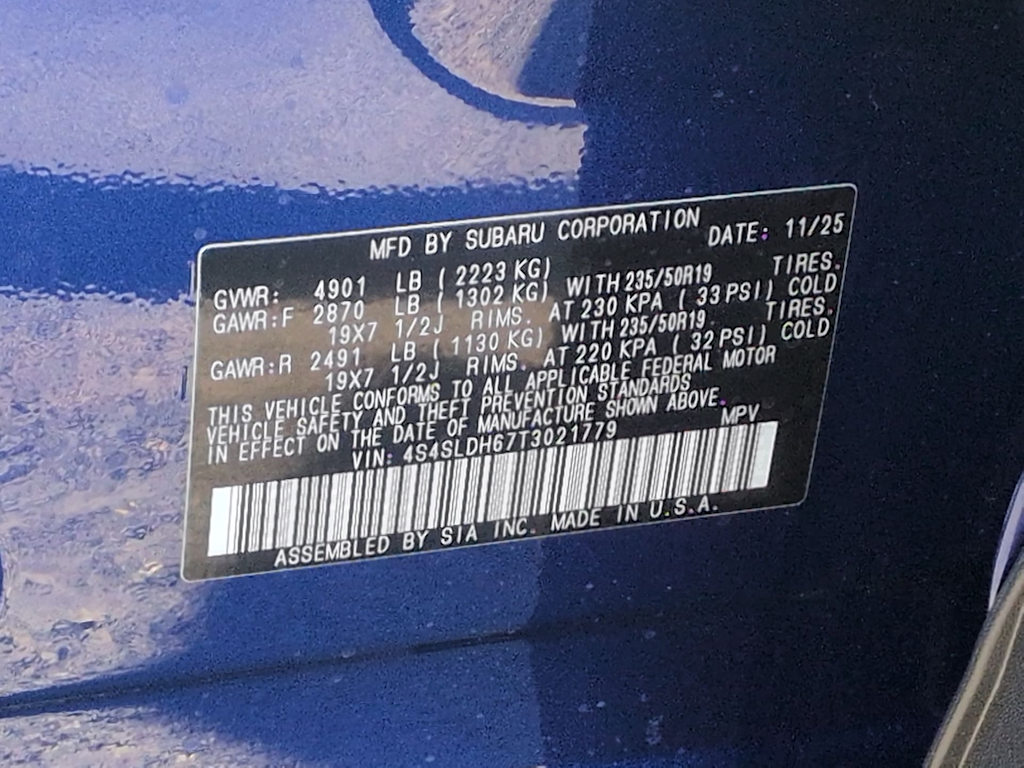 MFD BY SUBARU CORPORATION DATE: 11/25
GVWR: 4901 LB ( 2223 KG)
GAWR:F 2870 LB ( 1302 KG) WITH 235/50R19 TIRES.
19X7 1/2J RIMS. AT 230 KPA ( 33 PSI) COLD
GAWR:R 2491 LB ( 1130 KG) WITH 235/50R19 TIRES.
19X7 1/2J RIMS. AT 220 KPA ( 32 PSI) COLD
THIS VEHICLE CONFORMS TO ALL APPLICABLE FEDERAL MOTOR
VEHICLE SAFETY AND THEFT PREVENTION STANDARDS
IN EFFECT ON THE DATE OF MANUFACTURE SHOWN ABOVE.
VIN: 4S4SLDH67T3021779 MPV
ASSEMBLED BY SIA INC. MADE IN U.S.A.